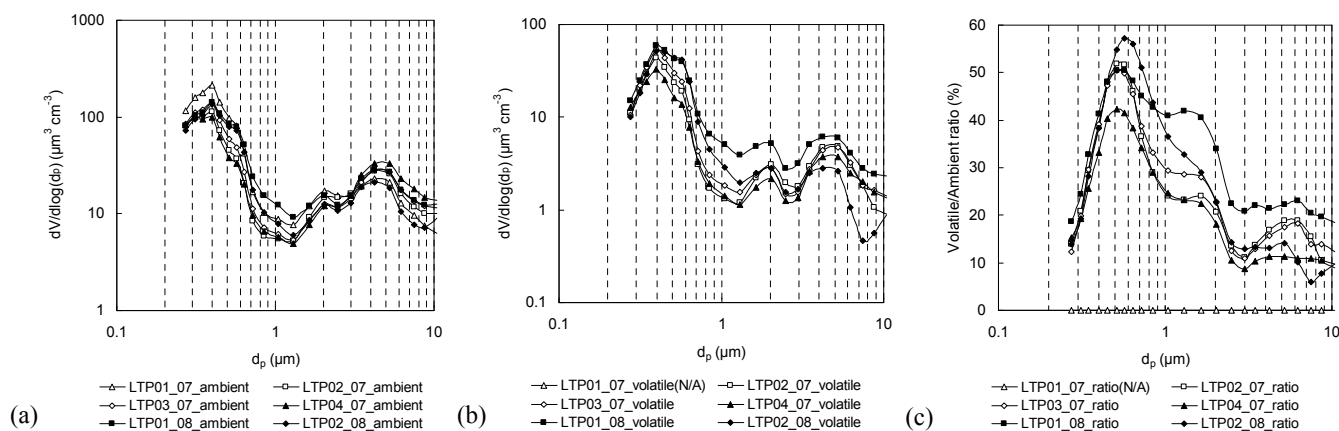 dV/dlog(dp) (μm³ cm⁻³)
1000
100
10
1
0.1 1 10
dₚ (μm)
LTP01_07_ambient LTP02_07_ambient
LTP03_07_ambient LTP04_07_ambient
LTP01_08_ambient LTP02_08_ambient
(a)
dV/dlog(dp) (μm³ cm⁻³)
100
10
1
0.1
0.1 1 10
dₚ (μm)
LTP01_07_volatile(N/A) LTP02_07_volatile
LTP03_07_volatile LTP04_07_volatile
LTP01_08_volatile LTP02_08_volatile
(b)
Volatile/Ambient ratio (%)
60
50
40
30
20
10
0
0.1 1.0 10
dₚ (μm)
LTP01_07_ratio(N/A) LTP02_07_ratio
LTP03_07_ratio LTP04_07_ratio
LTP01_08_ratio LTP02_08_ratio
(c)